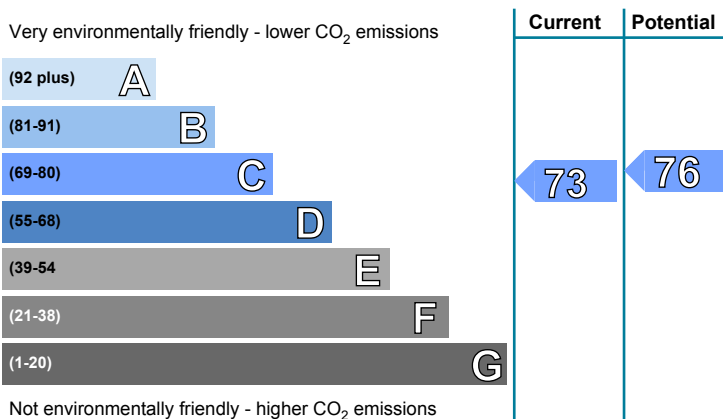 Current Potential
Very environmentally friendly - lower CO2 emissions
(92 plus) A
(81-91) B
(69-80) C
73 76
(55-68) D
(39-54 E
(21-38) F
(1-20) G
Not environmentally friendly - higher CO2 emissions